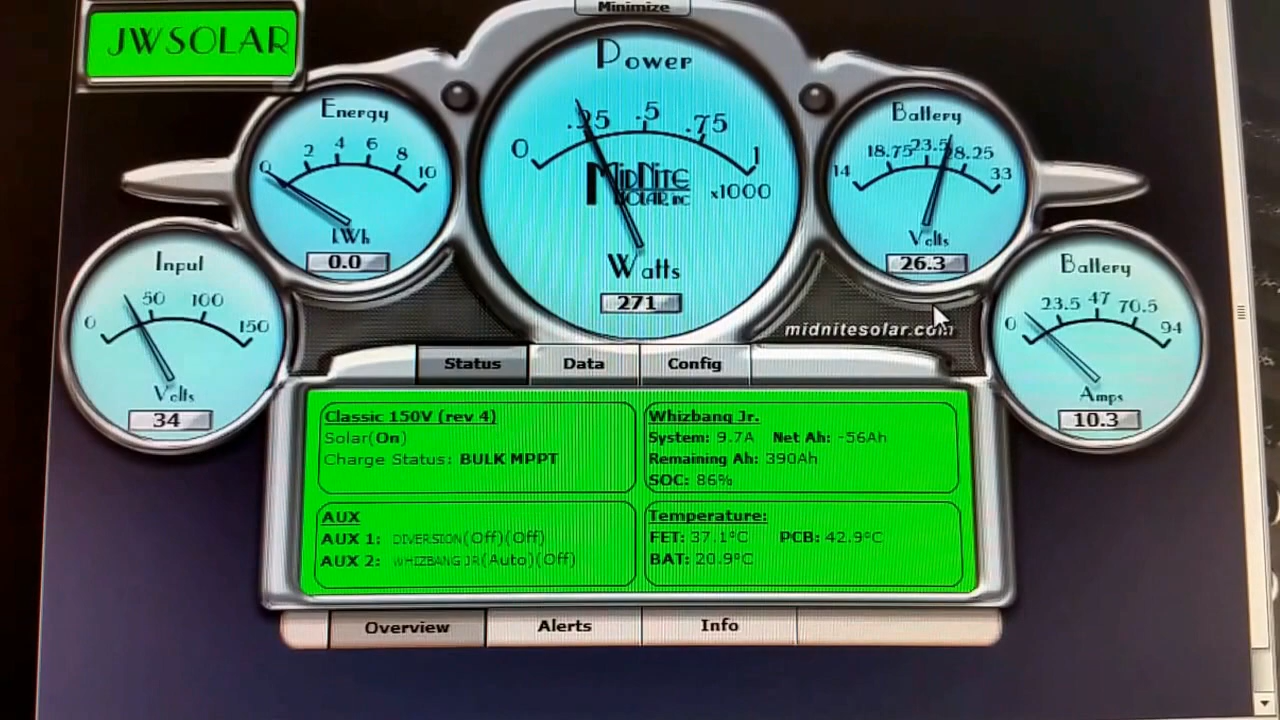 Minimize
JWSOLAR
Power
0 .25 .5 .75 1
x1000
MidNite
SOLAR INC
Watts
271
Energy
0 2 4 6 8 10
kWh
0.0
Battery
14 18.75 23.5 28.25 33
Volts
26.3
Input
0 50 100 150
Volts
34
Battery
0 23.5 47 70.5 94
Amps
10.3
midnitesolar.com
Status Data Config
Classic 150V (rev 4)
Solar(On)
Charge Status: BULK MPPT
Whizbang Jr.
System: 9.7A Net Ah: -56Ah
Remaining Ah: 390Ah
SOC: 86%
AUX
AUX 1: DIVERSION(Off)(Off)
AUX 2: WHIZBANG JR(Auto)(Off)
Temperature:
FET: 37.1°C PCB: 42.9°C
BAT: 20.9°C
Overview Alerts Info